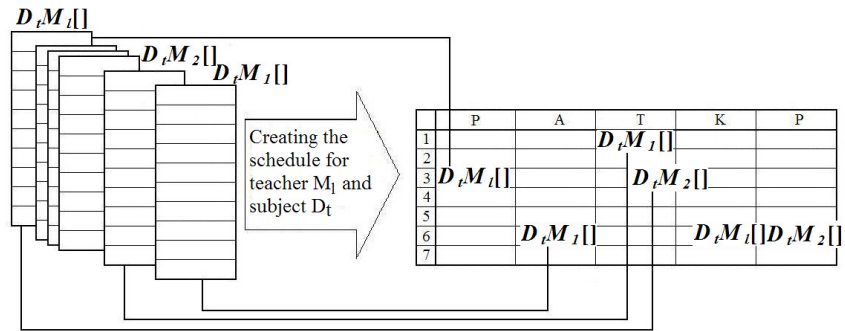 DtMl[]
DtM2[]
DtM1[]
Creating the
schedule for
teacher Ml and
subject Dt
P A T K P
1 DtM1[]
2
3 DtMl[] DtM2[]
4
5
6 DtM1[] DtMl[] DtM2[]
7